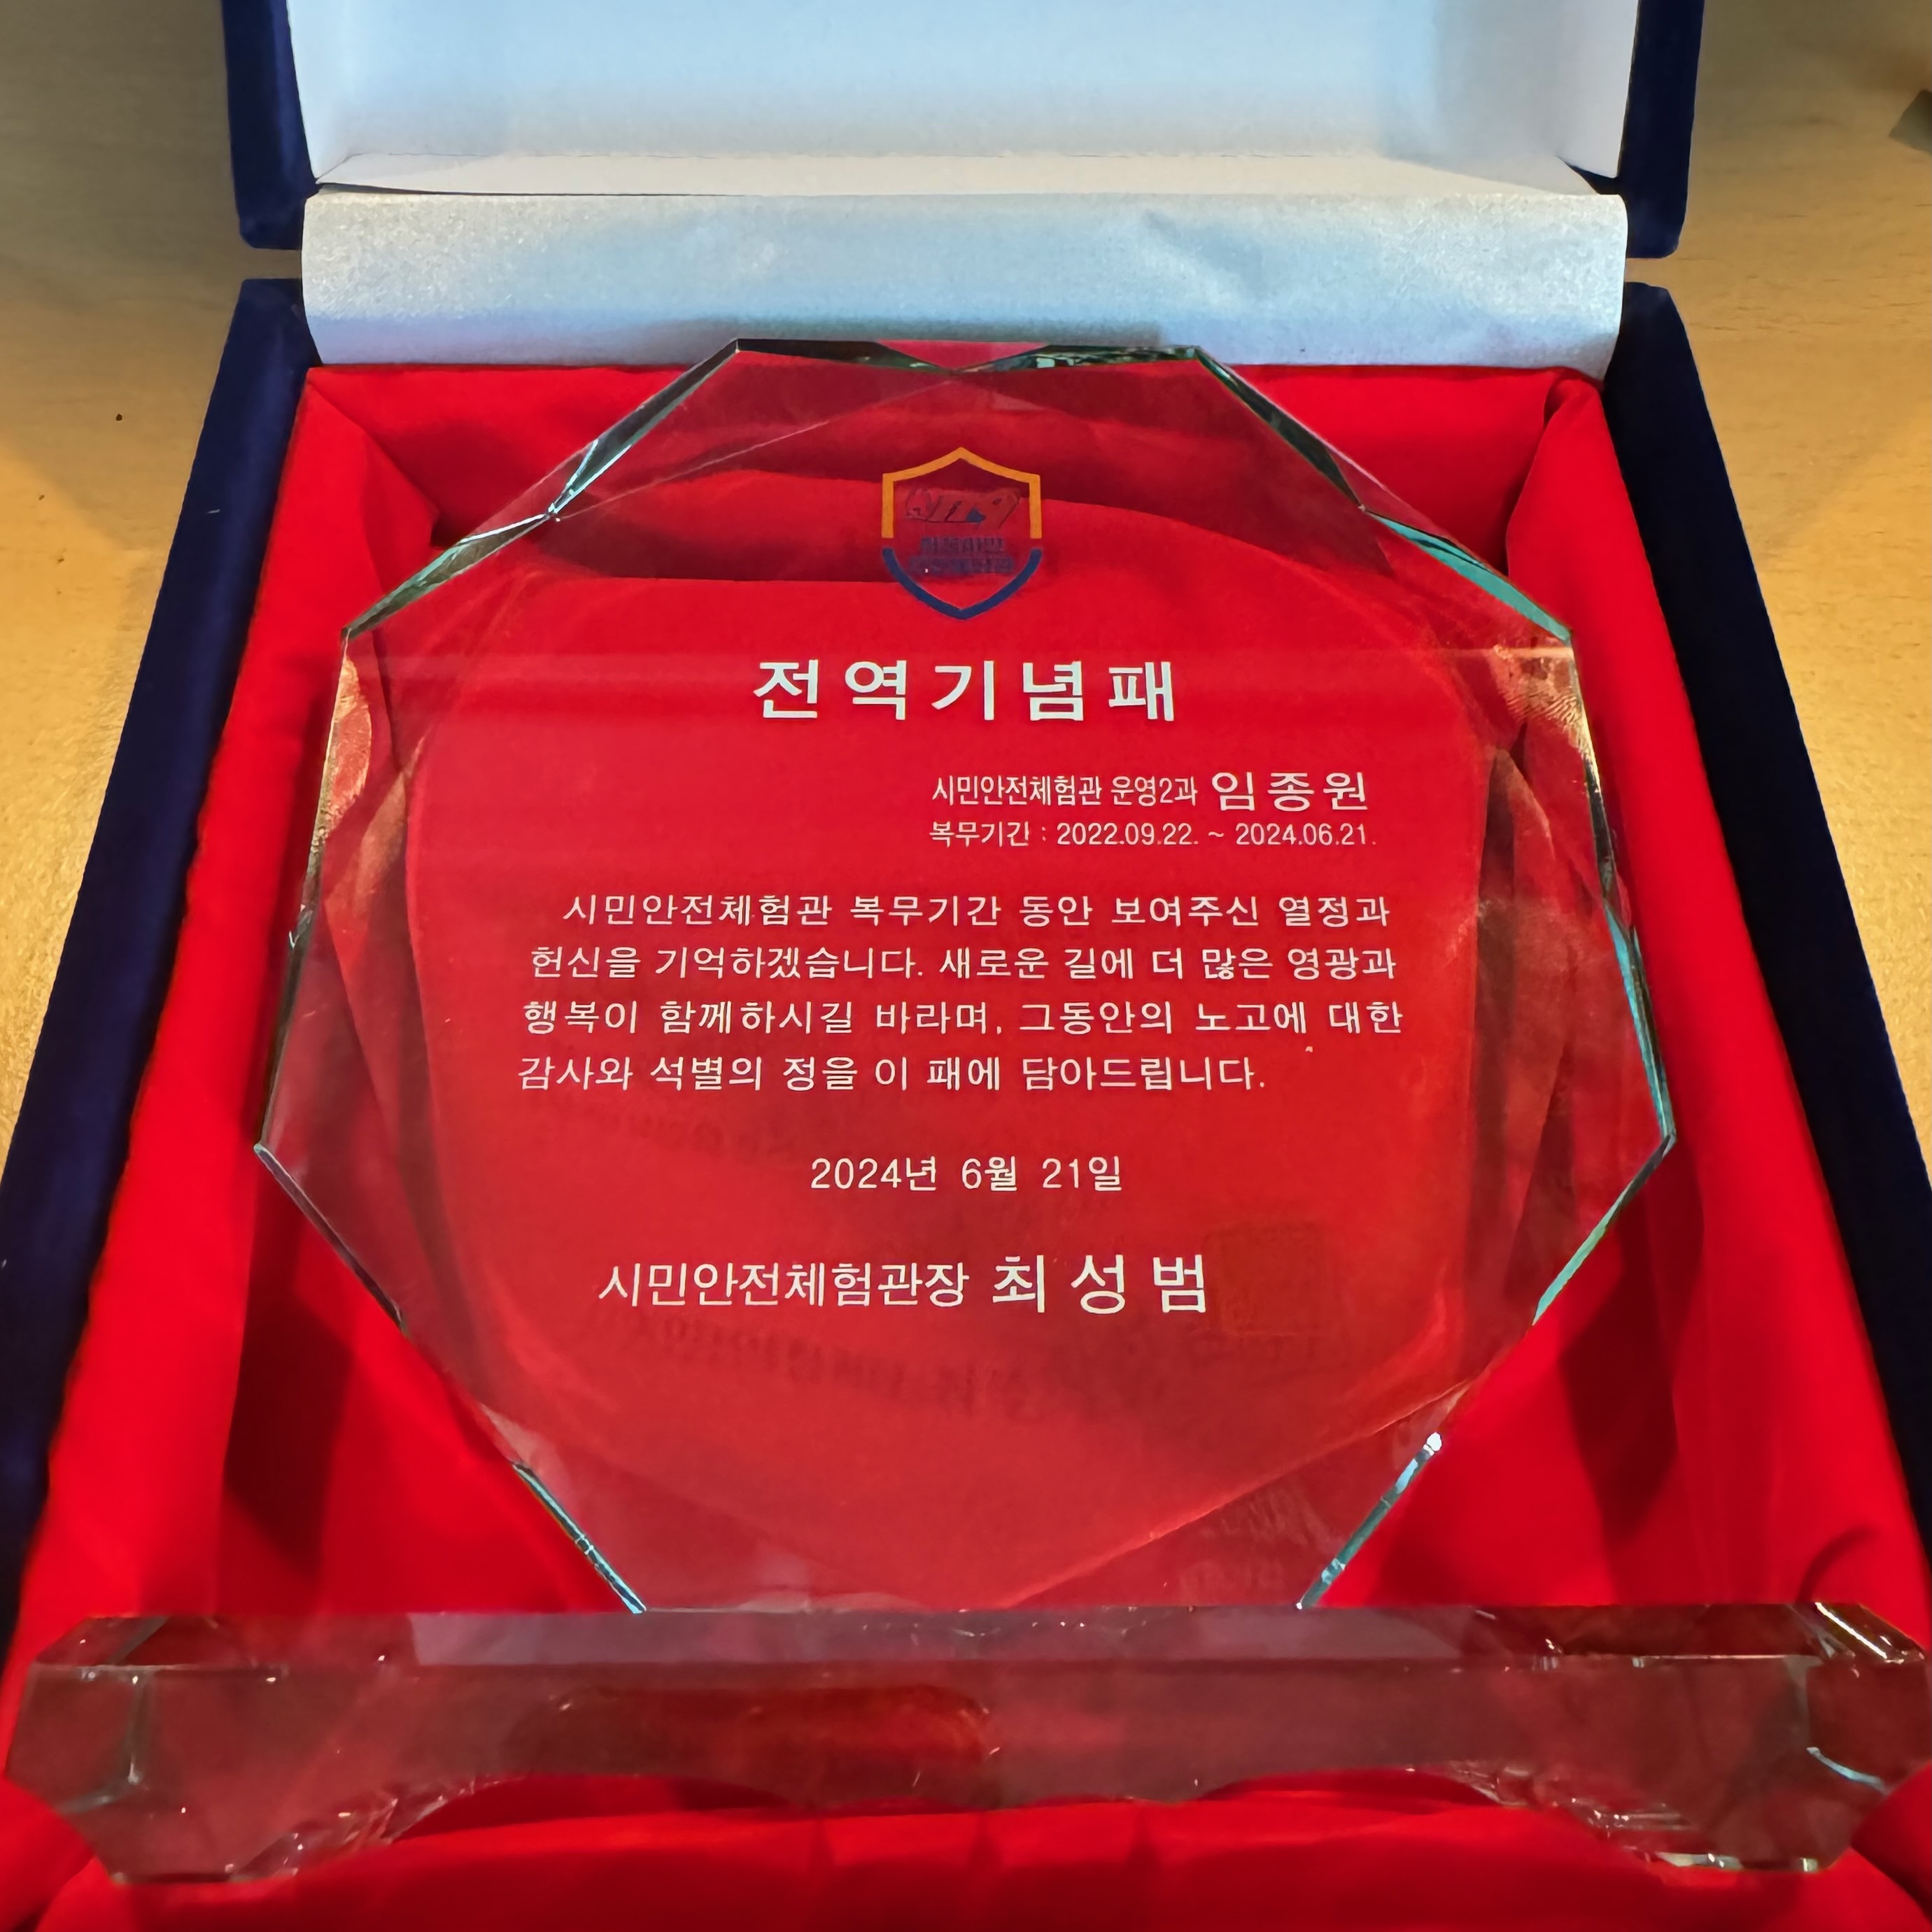 전역기념패
시민안전체험관 운영2과 임종원
복무기간 : 2022.09.22. ~ 2024.06.21.
시민안전체험관 복무기간 동안 보여주신 열정과
헌신을 기억하겠습니다. 새로운 길에 더 많은 영광과
행복이 함께하시길 바라며, 그동안의 노고에 대한
감사와 석별의 정을 이 패에 담아드립니다.
2024년 6월 21일
시민안전체험관장 최성범